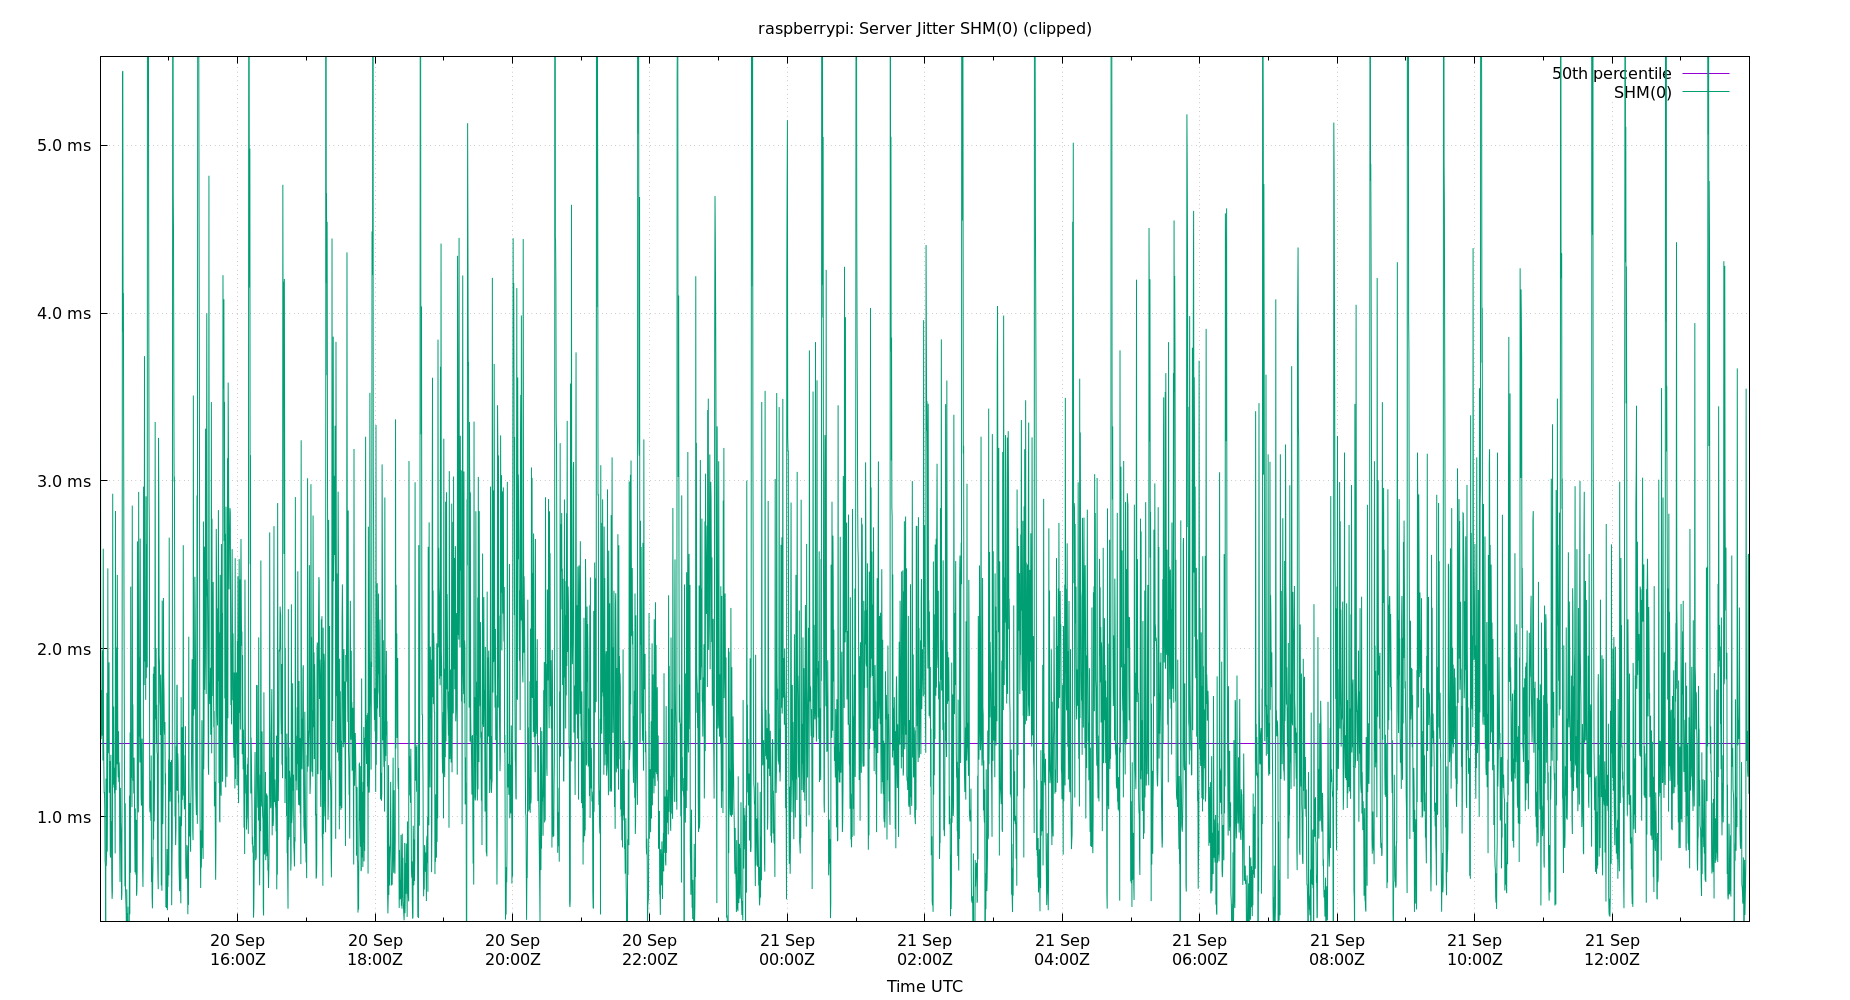 raspberrypi: Server Jitter SHM(0) (clipped)
50th percentile
SHM(0)
5.0 ms
4.0 ms
3.0 ms
2.0 ms
1.0 ms
20 Sep 20 Sep 20 Sep 20 Sep 21 Sep 21 Sep 21 Sep 21 Sep 21 Sep 21 Sep 21 Sep
16:00Z 18:00Z 20:00Z 22:00Z 00:00Z 02:00Z 04:00Z 06:00Z 08:00Z 10:00Z 12:00Z
Time UTC